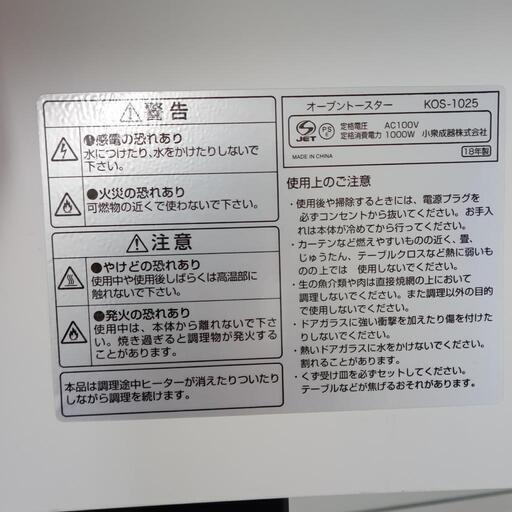 警告
●感電の恐れあり
水につけたり、水をかけたりしないで
下さい。
●火災の恐れあり
可燃物の近くで使わないで下さい。
注意
●やけどの恐れあり
使用中や使用後しばらくは高温部に
触れないで下さい。
●発火の恐れあり
使用中は、本体から離れないで下さ
い。焼き過ぎると調理物が発火する
ことがあります。
本品は調理途中ヒーターが消えたりついたり
しながら調理を続けます。
オーブントースター KOS-1025
JET
PS
E
定格電圧 AC100V
定格消費電力 1000W 小泉成器株式会社
MADE IN CHINA
18年製
使用上のご注意
・使用後や掃除するときには、電源プラグを
必ずコンセントから抜いてください。お手入
れは本体が冷めてから行ってください。
・カーテンなど燃えやすいものの近く、畳、
じゅうたん、テーブルクロスなど熱に弱いも
のの上では 使用しないでください。
・生の魚介類や肉は直接焼網の上において
調理しないでください。また調理以外の目的
で使用しないでください。
・ドアガラスに強い衝撃を加えたり傷を付けた
りしないでください。
・熱いドアガラスに水をかけないでください。
割れることがあります。
・くず受け皿を必ずセットしてください。
テーブルなどが焦げるおそれがあります。